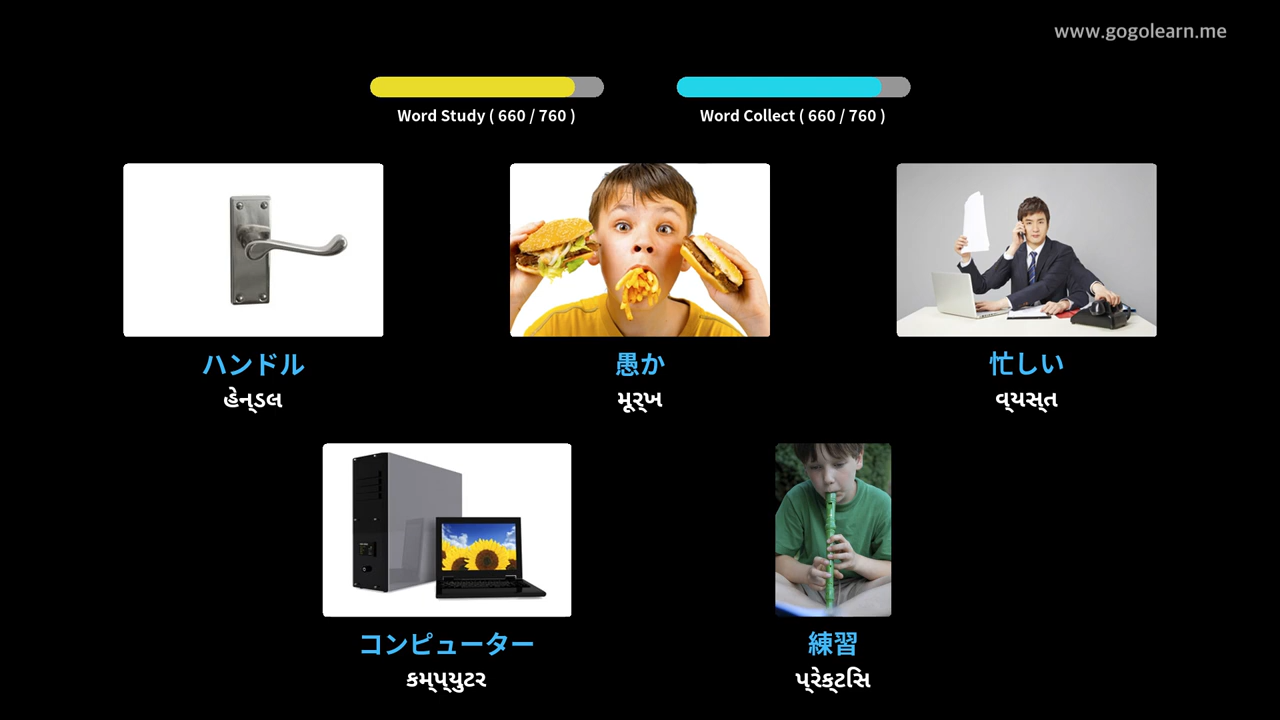 www.gogolearn.me
Word Study ( 660 / 760 )
Word Collect ( 660 / 760 )
ハンドル
હેન્ડલ
愚か
મૂર્ખ
忙しい
વ્યસ્ત
コンピューター
કમ્પ્યુટર
練習
પ્રેક્ટિસ